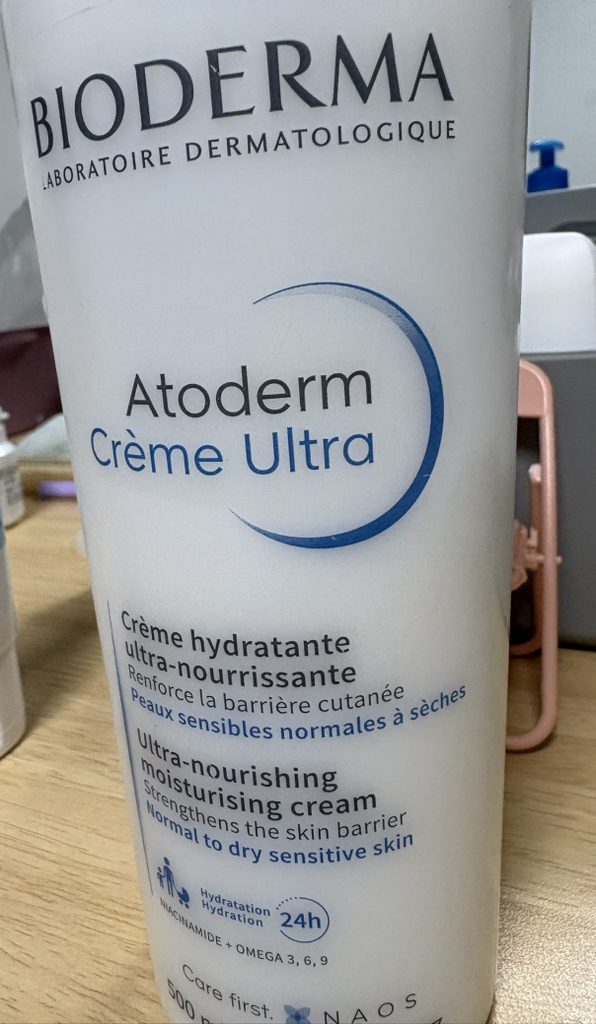 BIODERMA
LABORATOIRE DERMATOLOGIQUE
Atoderm
Crème Ultra
Crème hydratante
ultra-nourrissante
Renforce la barrière cutanée
Peaux sensibles normales à sèches
Ultra-nourishing
moisturising cream
Strengthens the skin barrier
Normal to dry sensitive skin
Hydratation
Hydration
24h
NIACINAMIDE + OMEGA 3, 6, 9
Care first.
NAOS
500